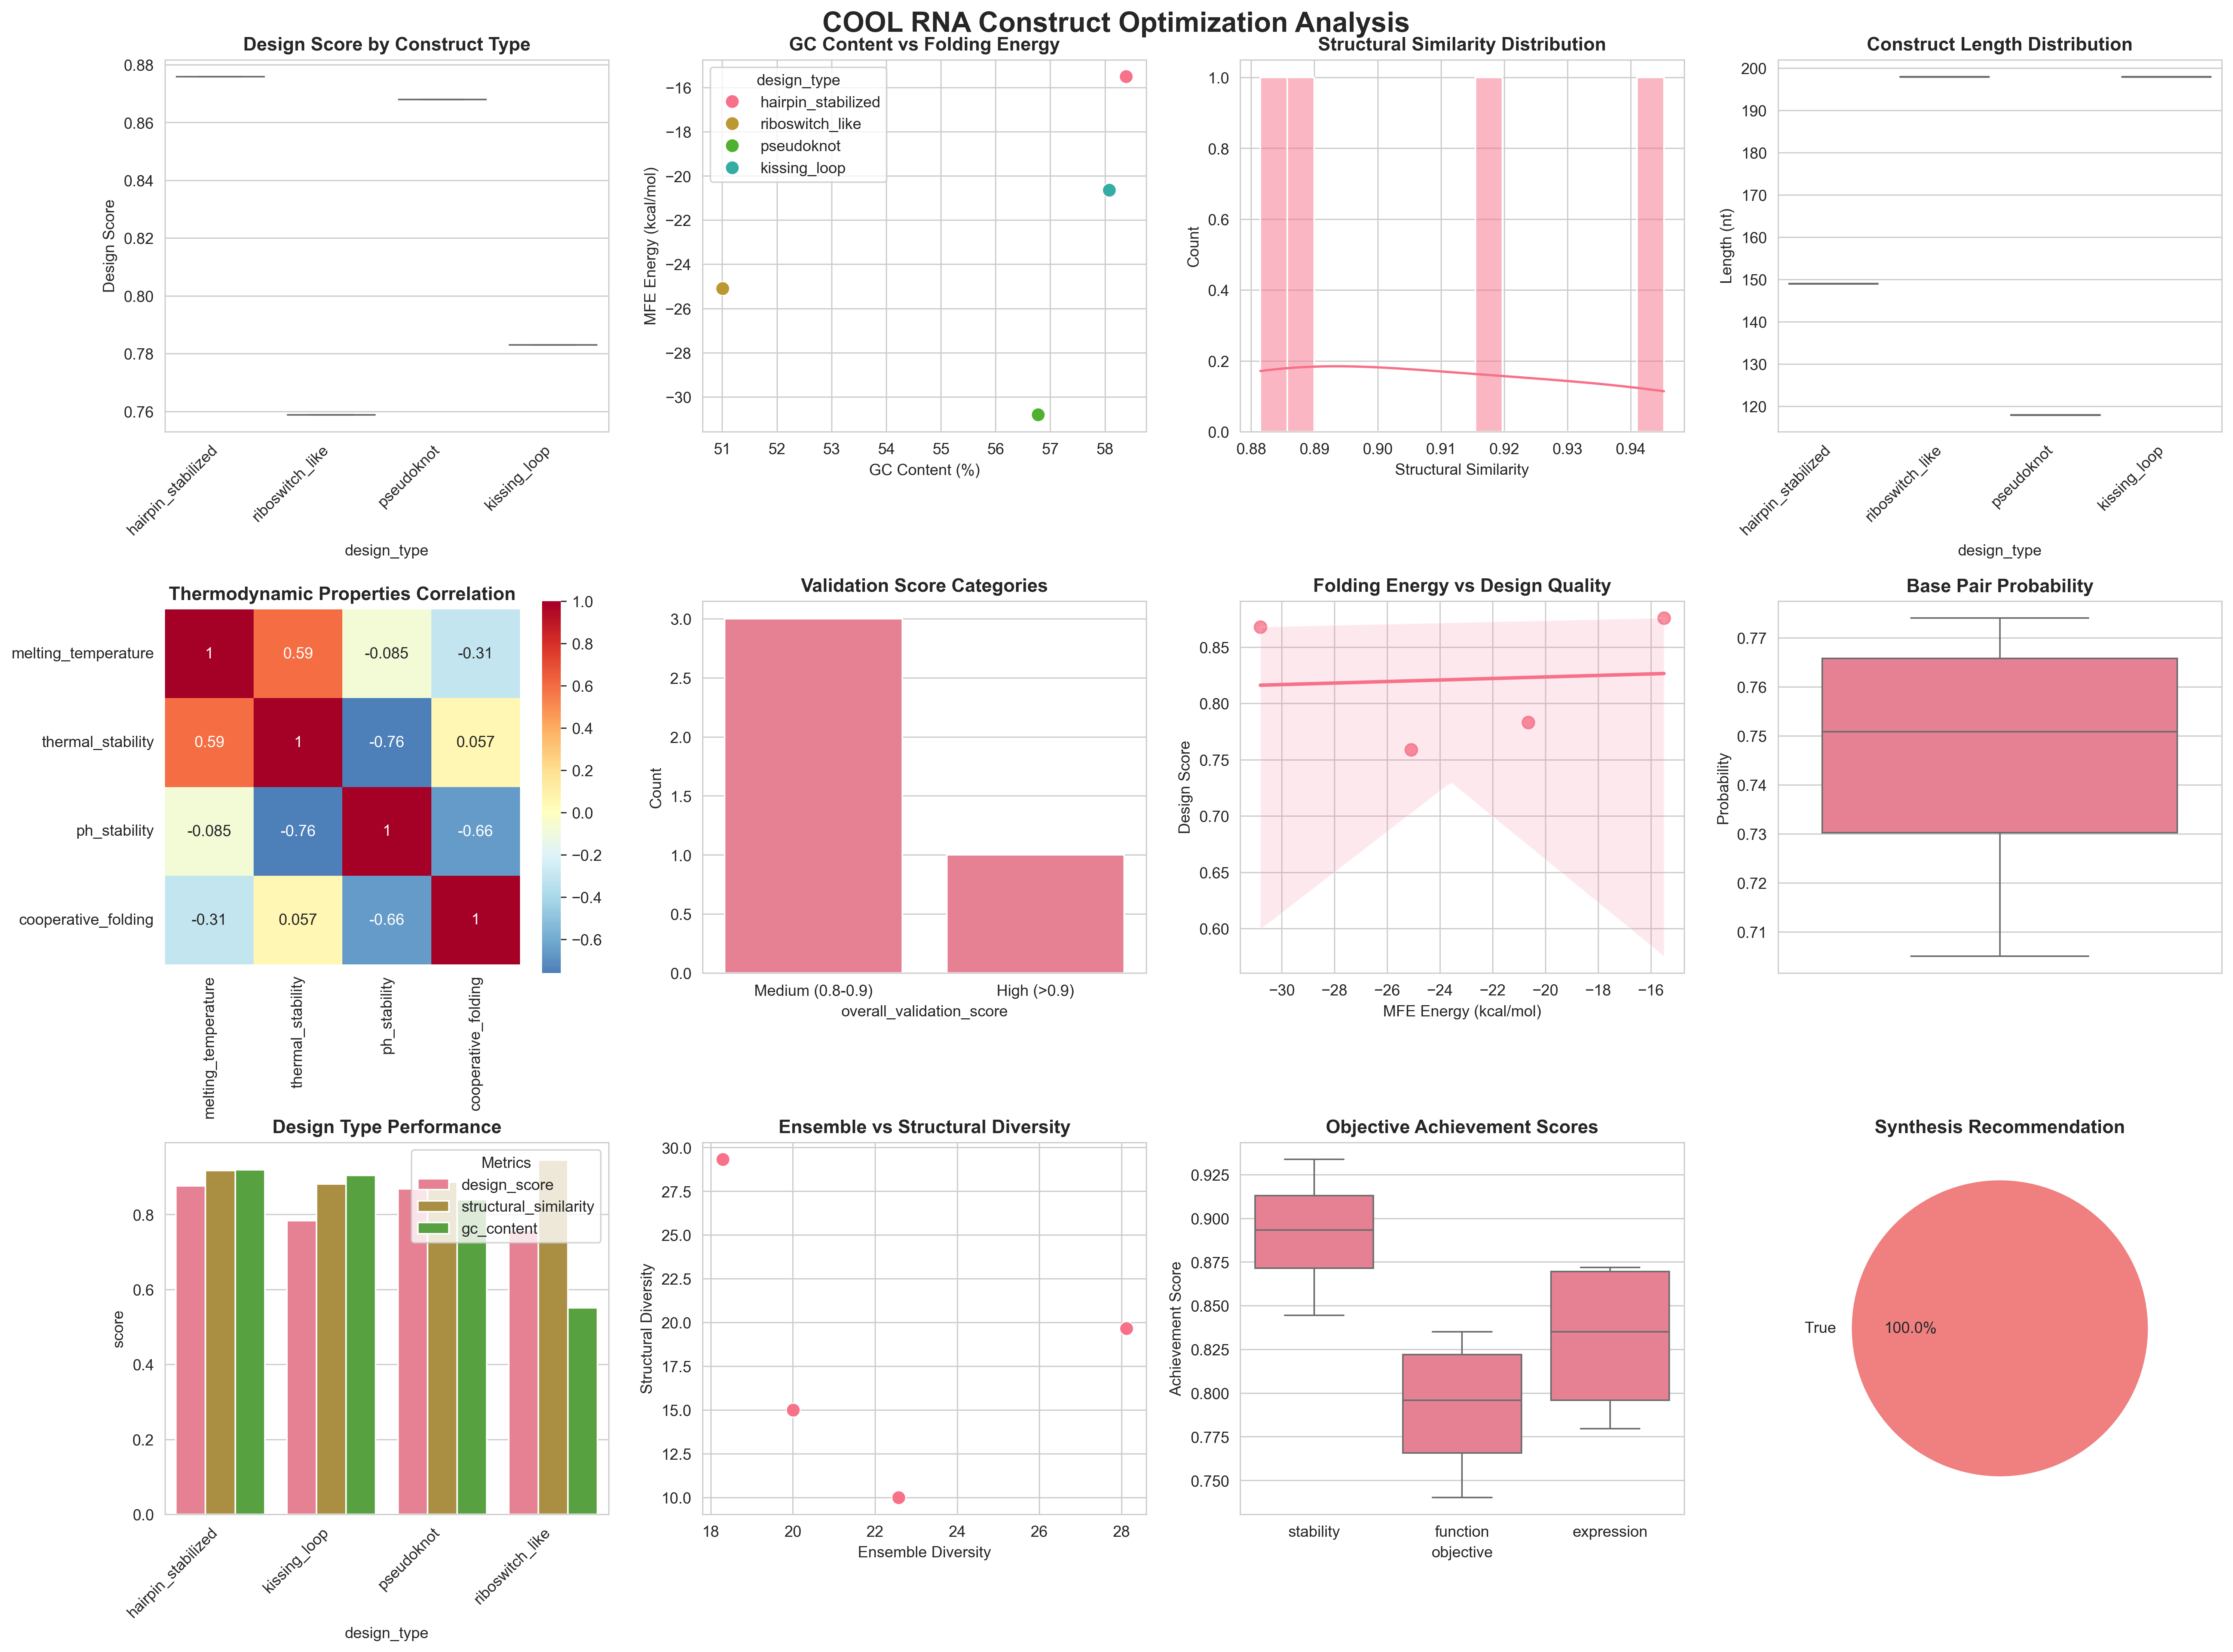 COOL RNA Construct Optimization Analysis
Design Score by Construct Type
0.88
0.86
0.84
0.82
0.80
0.78
0.76
Design Score
hairpin_stabilized
riboswitch_like
pseudoknot
kissing_loop
design_type
GC Content vs Folding Energy
design_type
hairpin_stabilized
riboswitch_like
pseudoknot
kissing_loop
−16
−18
−20
−22
−24
−26
−28
−30
MFE Energy (kcal/mol)
51 52 53 54 55 56 57 58
GC Content (%)
Structural Similarity Distribution
1.0
0.8
0.6
0.4
0.2
0.0
Count
0.88 0.89 0.90 0.91 0.92 0.93 0.94
Structural Similarity
Construct Length Distribution
200
190
180
170
160
150
140
130
120
Length (nt)
hairpin_stabilized
riboswitch_like
pseudoknot
kissing_loop
design_type
Thermodynamic Properties Correlation
melting_temperature
1 0.59 -0.085 -0.31
thermal_stability
0.59 1 -0.76 0.057
ph_stability
-0.085 -0.76 1 -0.66
cooperative_folding
-0.31 0.057 -0.66 1
melting_temperature
thermal_stability
ph_stability
cooperative_folding
1.0
0.8
0.6
0.4
0.2
0.0
−0.2
−0.4
−0.6
Validation Score Categories
3.0
2.5
2.0
1.5
1.0
0.5
0.0
Count
Medium (0.8-0.9) High (>0.9)
overall_validation_score
Folding Energy vs Design Quality
0.85
0.80
0.75
0.70
0.65
0.60
Design Score
−30 −28 −26 −24 −22 −20 −18 −16
MFE Energy (kcal/mol)
Base Pair Probability
0.77
0.76
0.75
0.74
0.73
0.72
0.71
Probability
Design Type Performance
Metrics
design_score
structural_similarity
gc_content
0.8
0.6
0.4
0.2
0.0
score
hairpin_stabilized
kissing_loop
pseudoknot
riboswitch_like
design_type
Ensemble vs Structural Diversity
30.0
27.5
25.0
22.5
20.0
17.5
15.0
12.5
10.0
Structural Diversity
18 20 22 24 26 28
Ensemble Diversity
Objective Achievement Scores
0.925
0.900
0.875
0.850
0.825
0.800
0.775
0.750
Achievement Score
stability function expression
objective
Synthesis Recommendation
True
100.0%